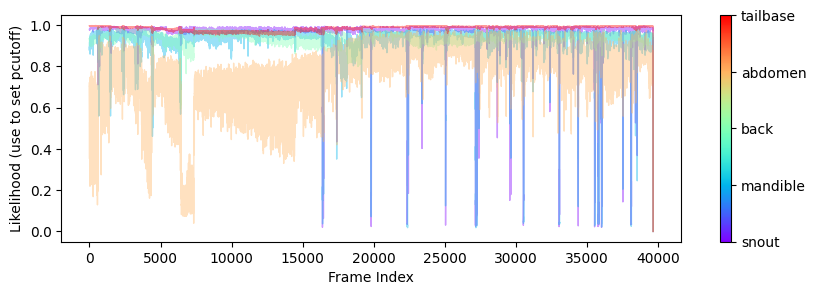 Likelihood (use to set pcutoff)
1.0
0.8
0.6
0.4
0.2
0.0
0
5000
10000
15000
20000
25000
30000
35000
40000
Frame Index
tailbase
abdomen
back
mandible
snout